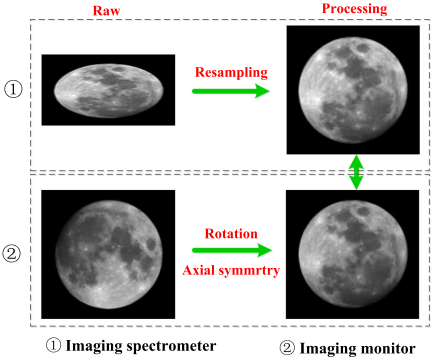 Raw Processing
① Resampling
② Rotation
Axial symmrtry
① Imaging spectrometer ② Imaging monitor